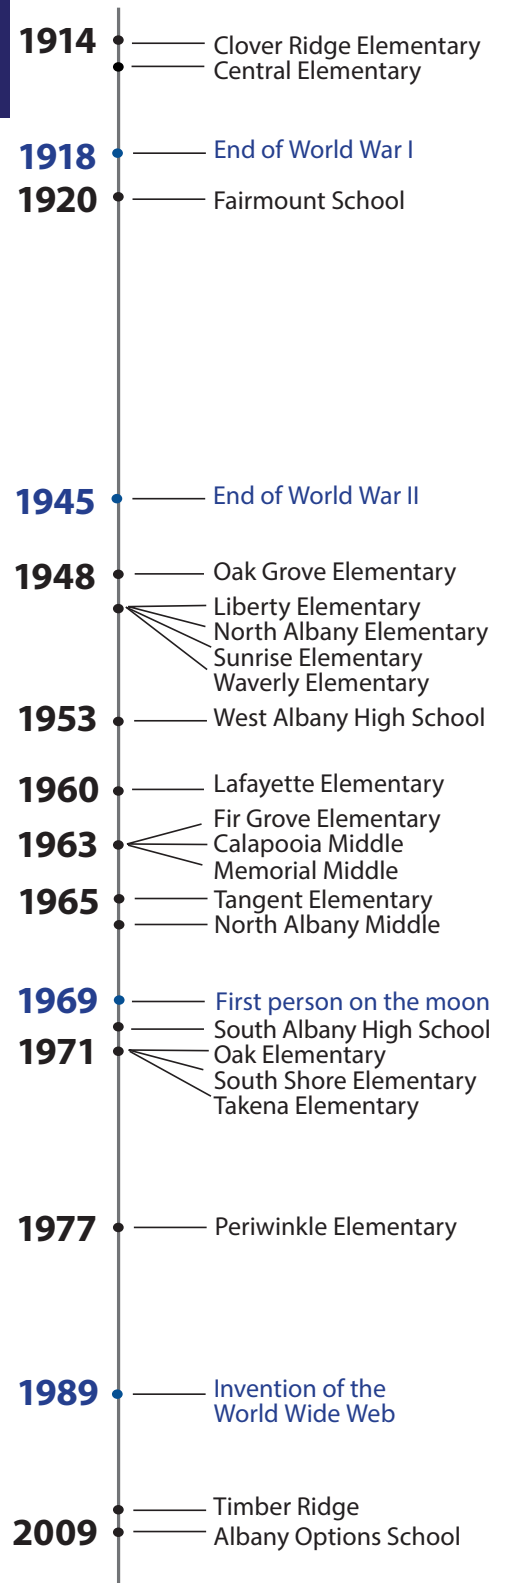 1914
Clover Ridge Elementary
Central Elementary
1918
End of World War I
1920
Fairmount School
1945
End of World War II
1948
Oak Grove Elementary
Liberty Elementary
North Albany Elementary
Sunrise Elementary
Waverly Elementary
1953
West Albany High School
1960
Lafayette Elementary
1963
Fir Grove Elementary
Calapooia Middle
Memorial Middle
1965
Tangent Elementary
North Albany Middle
1969
First person on the moon
South Albany High School
1971
Oak Elementary
South Shore Elementary
Takena Elementary
1977
Periwinkle Elementary
1989
Invention of the
World Wide Web
Timber Ridge
2009
Albany Options School